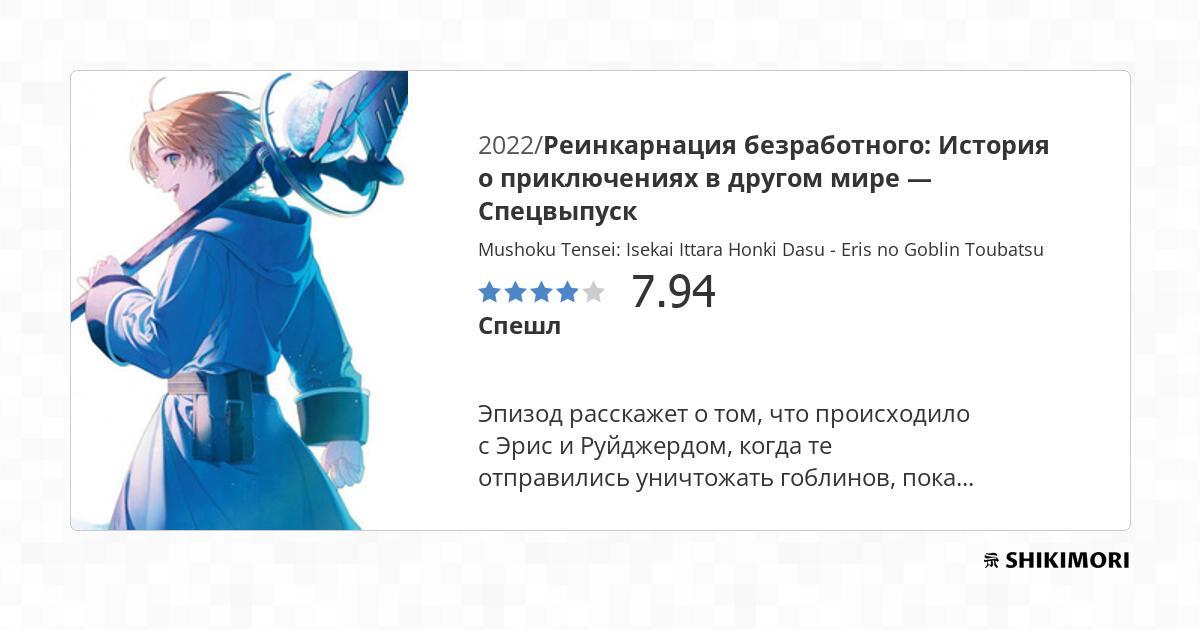 2022/Реинкарнация безработного: История
о приключениях в другом мире —
Спецвыпуск
Mushoku Tensei: Isekai Ittara Honki Dasu - Eris no Goblin Toubatsu
7.94
Спешл
Эпизод расскажет о том, что происходило
с Эрис и Руйджердом, когда те
отправились уничтожать гоблинов, пока...
SHIKIMORI